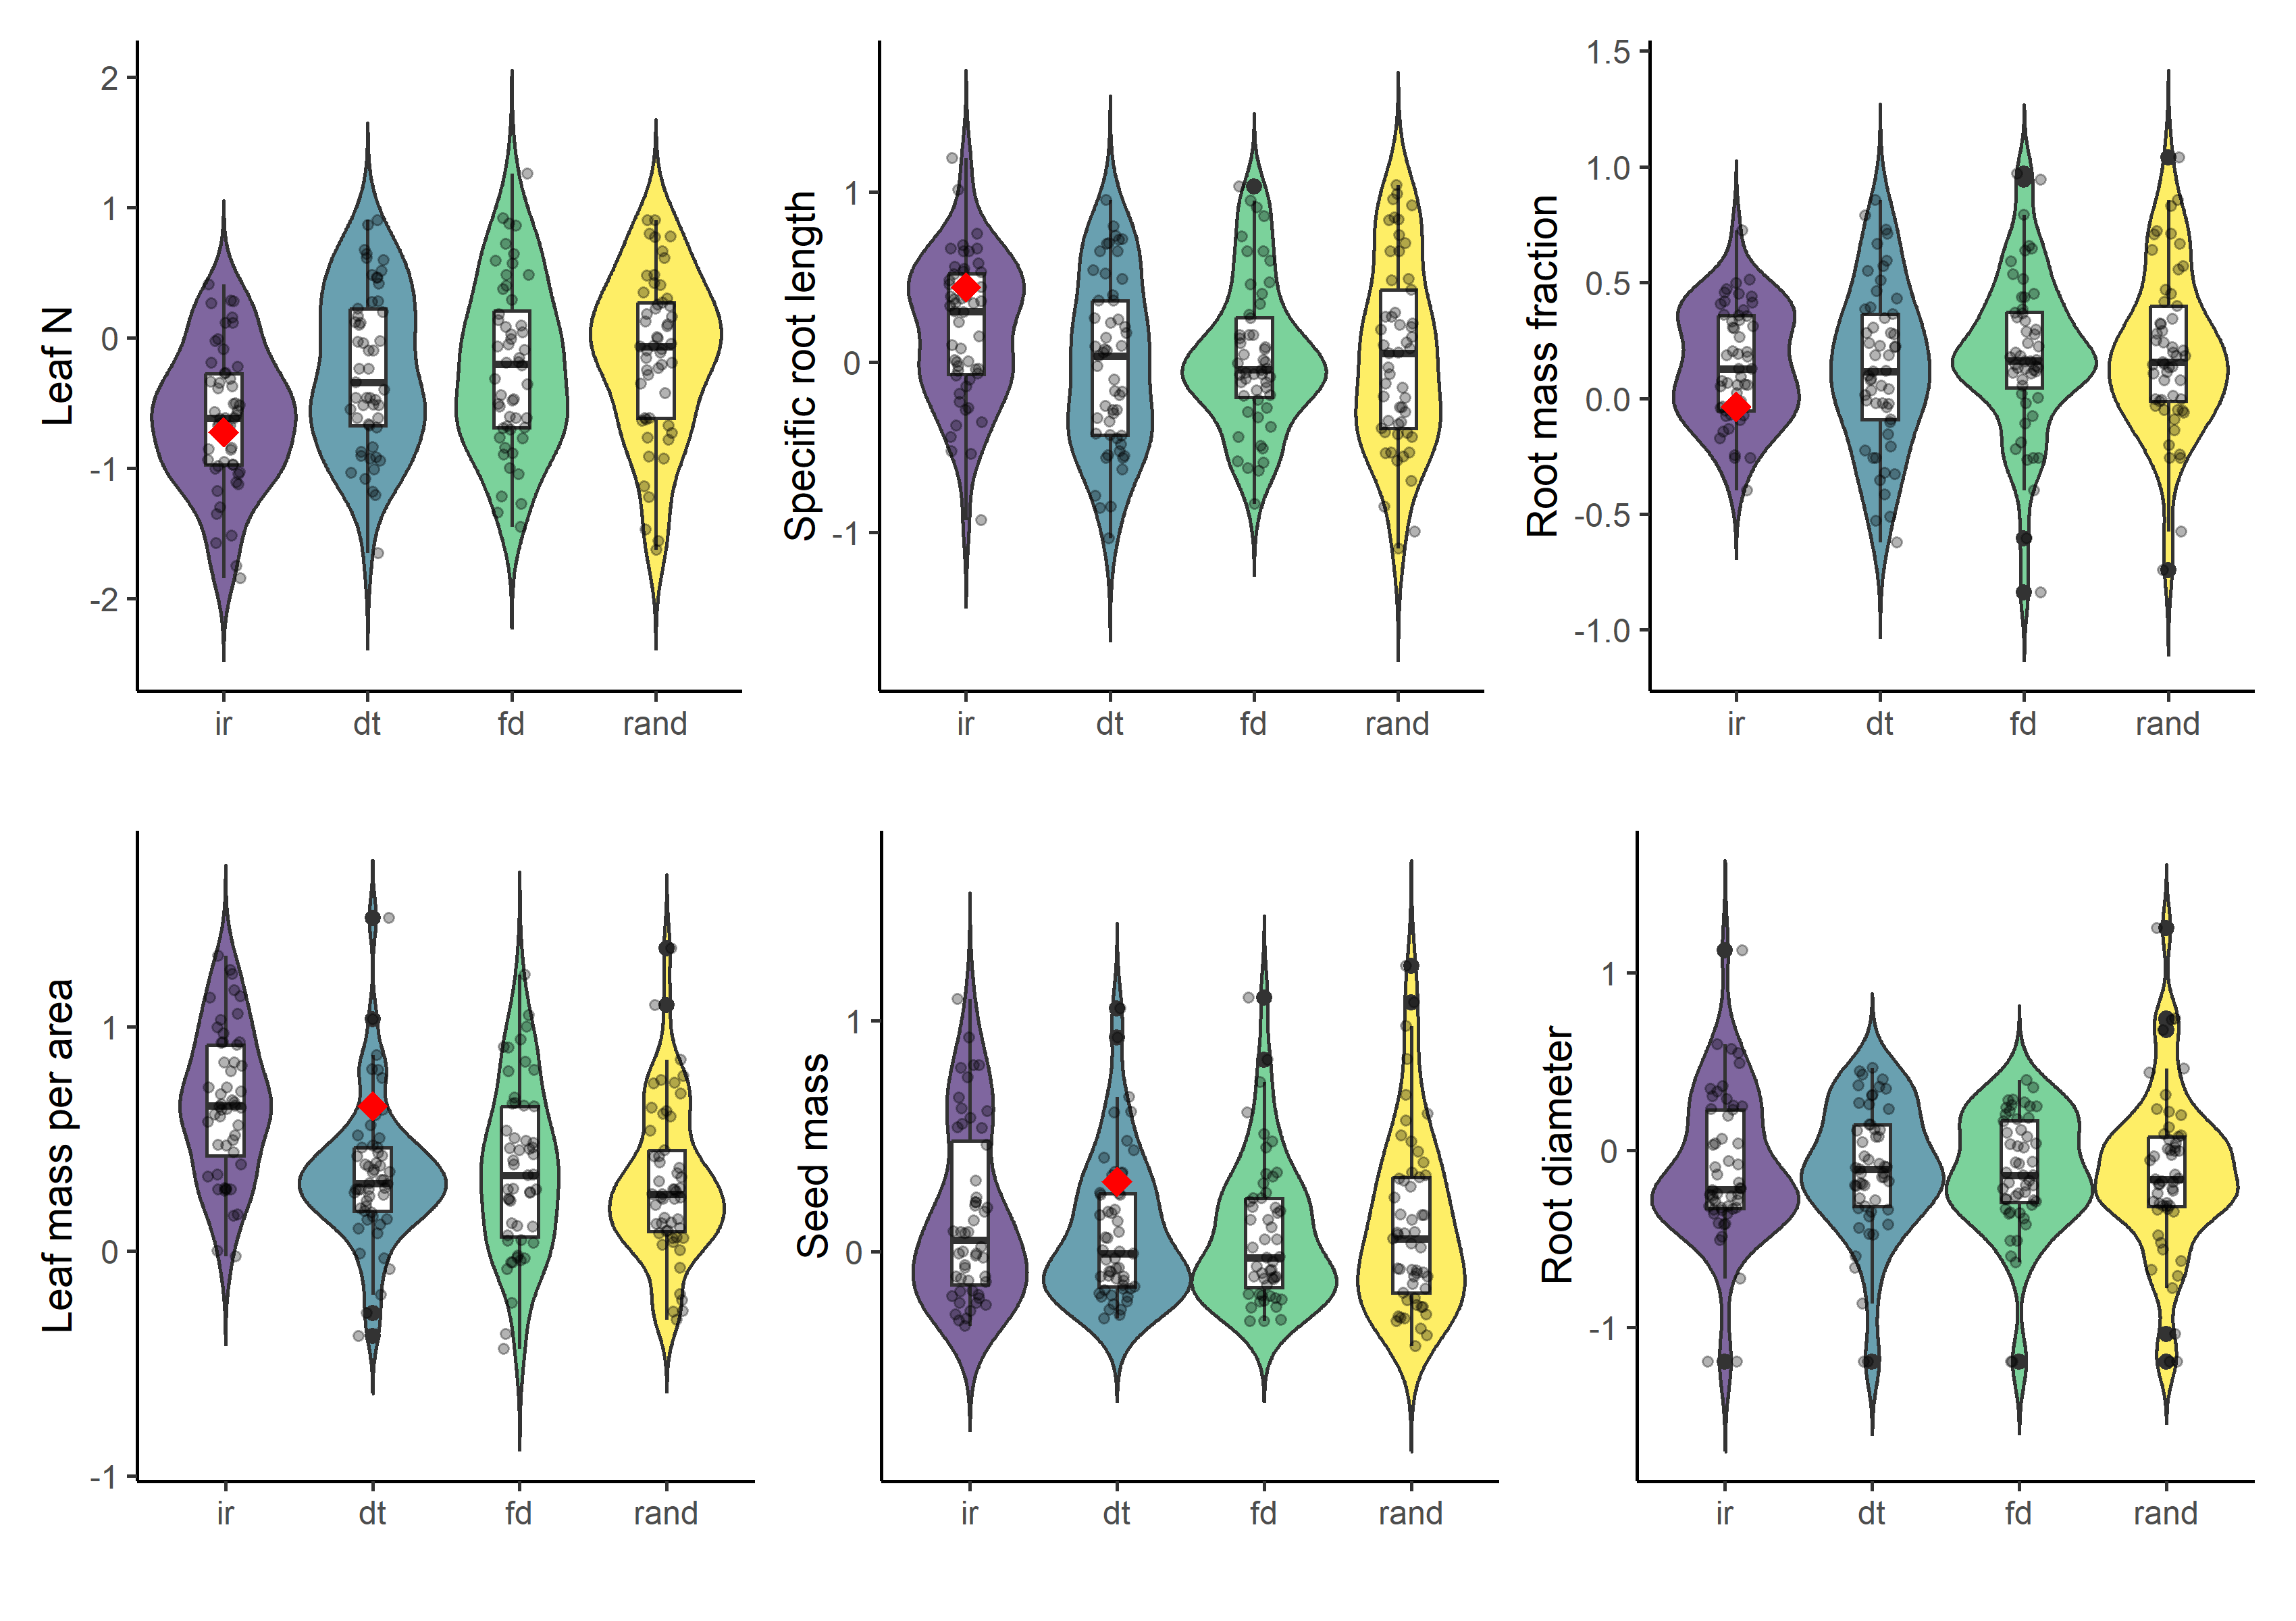 Leaf N
2
1
0
-1
-2
ir dt fd rand
Specific root length
1
0
-1
ir dt fd rand
Root mass fraction
1.5
1.0
0.5
0.0
-0.5
-1.0
ir dt fd rand
Leaf mass per area
1
0
-1
ir dt fd rand
Seed mass
1
0
ir dt fd rand
Root diameter
1
0
-1
ir dt fd rand